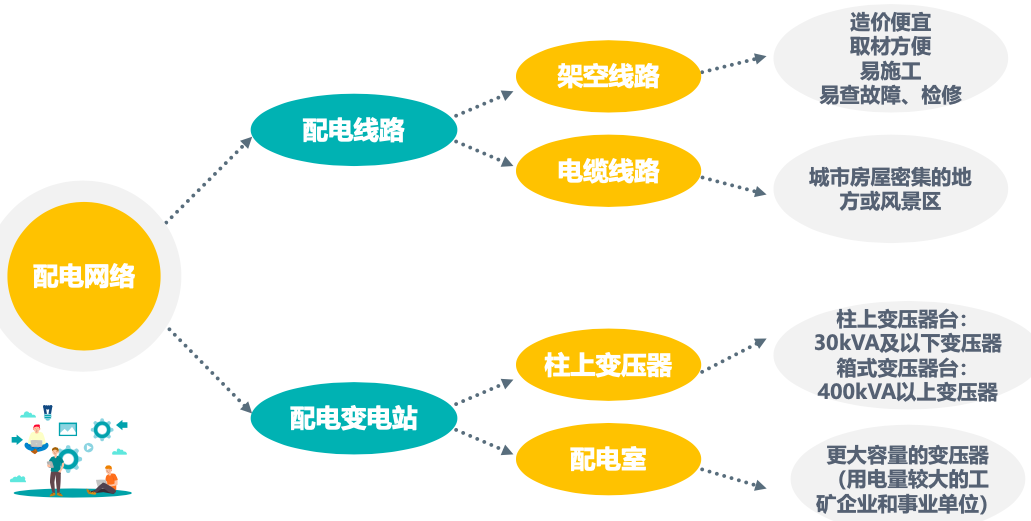 配电网络
配电线路
架空线路
造价便宜
取材方便
易施工
易查故障、检修
电缆线路
城市房屋密集的地
方或风景区
配电变电站
柱上变压器
柱上变压器台：
30kVA及以下变压器
箱式变压器台：
400kVA以上变压器
配电室
更大容量的变压器
（用电量较大的工
矿企业和事业单位）